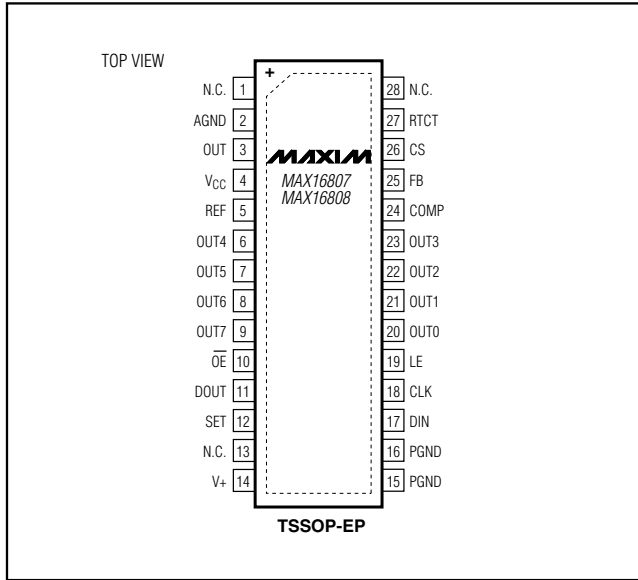 TOP VIEW
+
N.C. 1 28 N.C.
AGND 2 27 RTCT
OUT 3 26 CS
MAXIM
VCC 4 25 FB
MAX16807
MAX16808
REF 5 24 COMP
OUT4 6 23 OUT3
OUT5 7 22 OUT2
OUT6 8 21 OUT1
OUT7 9 20 OUT0
O̅E̅ 10 19 LE
DOUT 11 18 CLK
SET 12 17 DIN
N.C. 13 16 PGND
V+ 14 15 PGND
TSSOP-EP